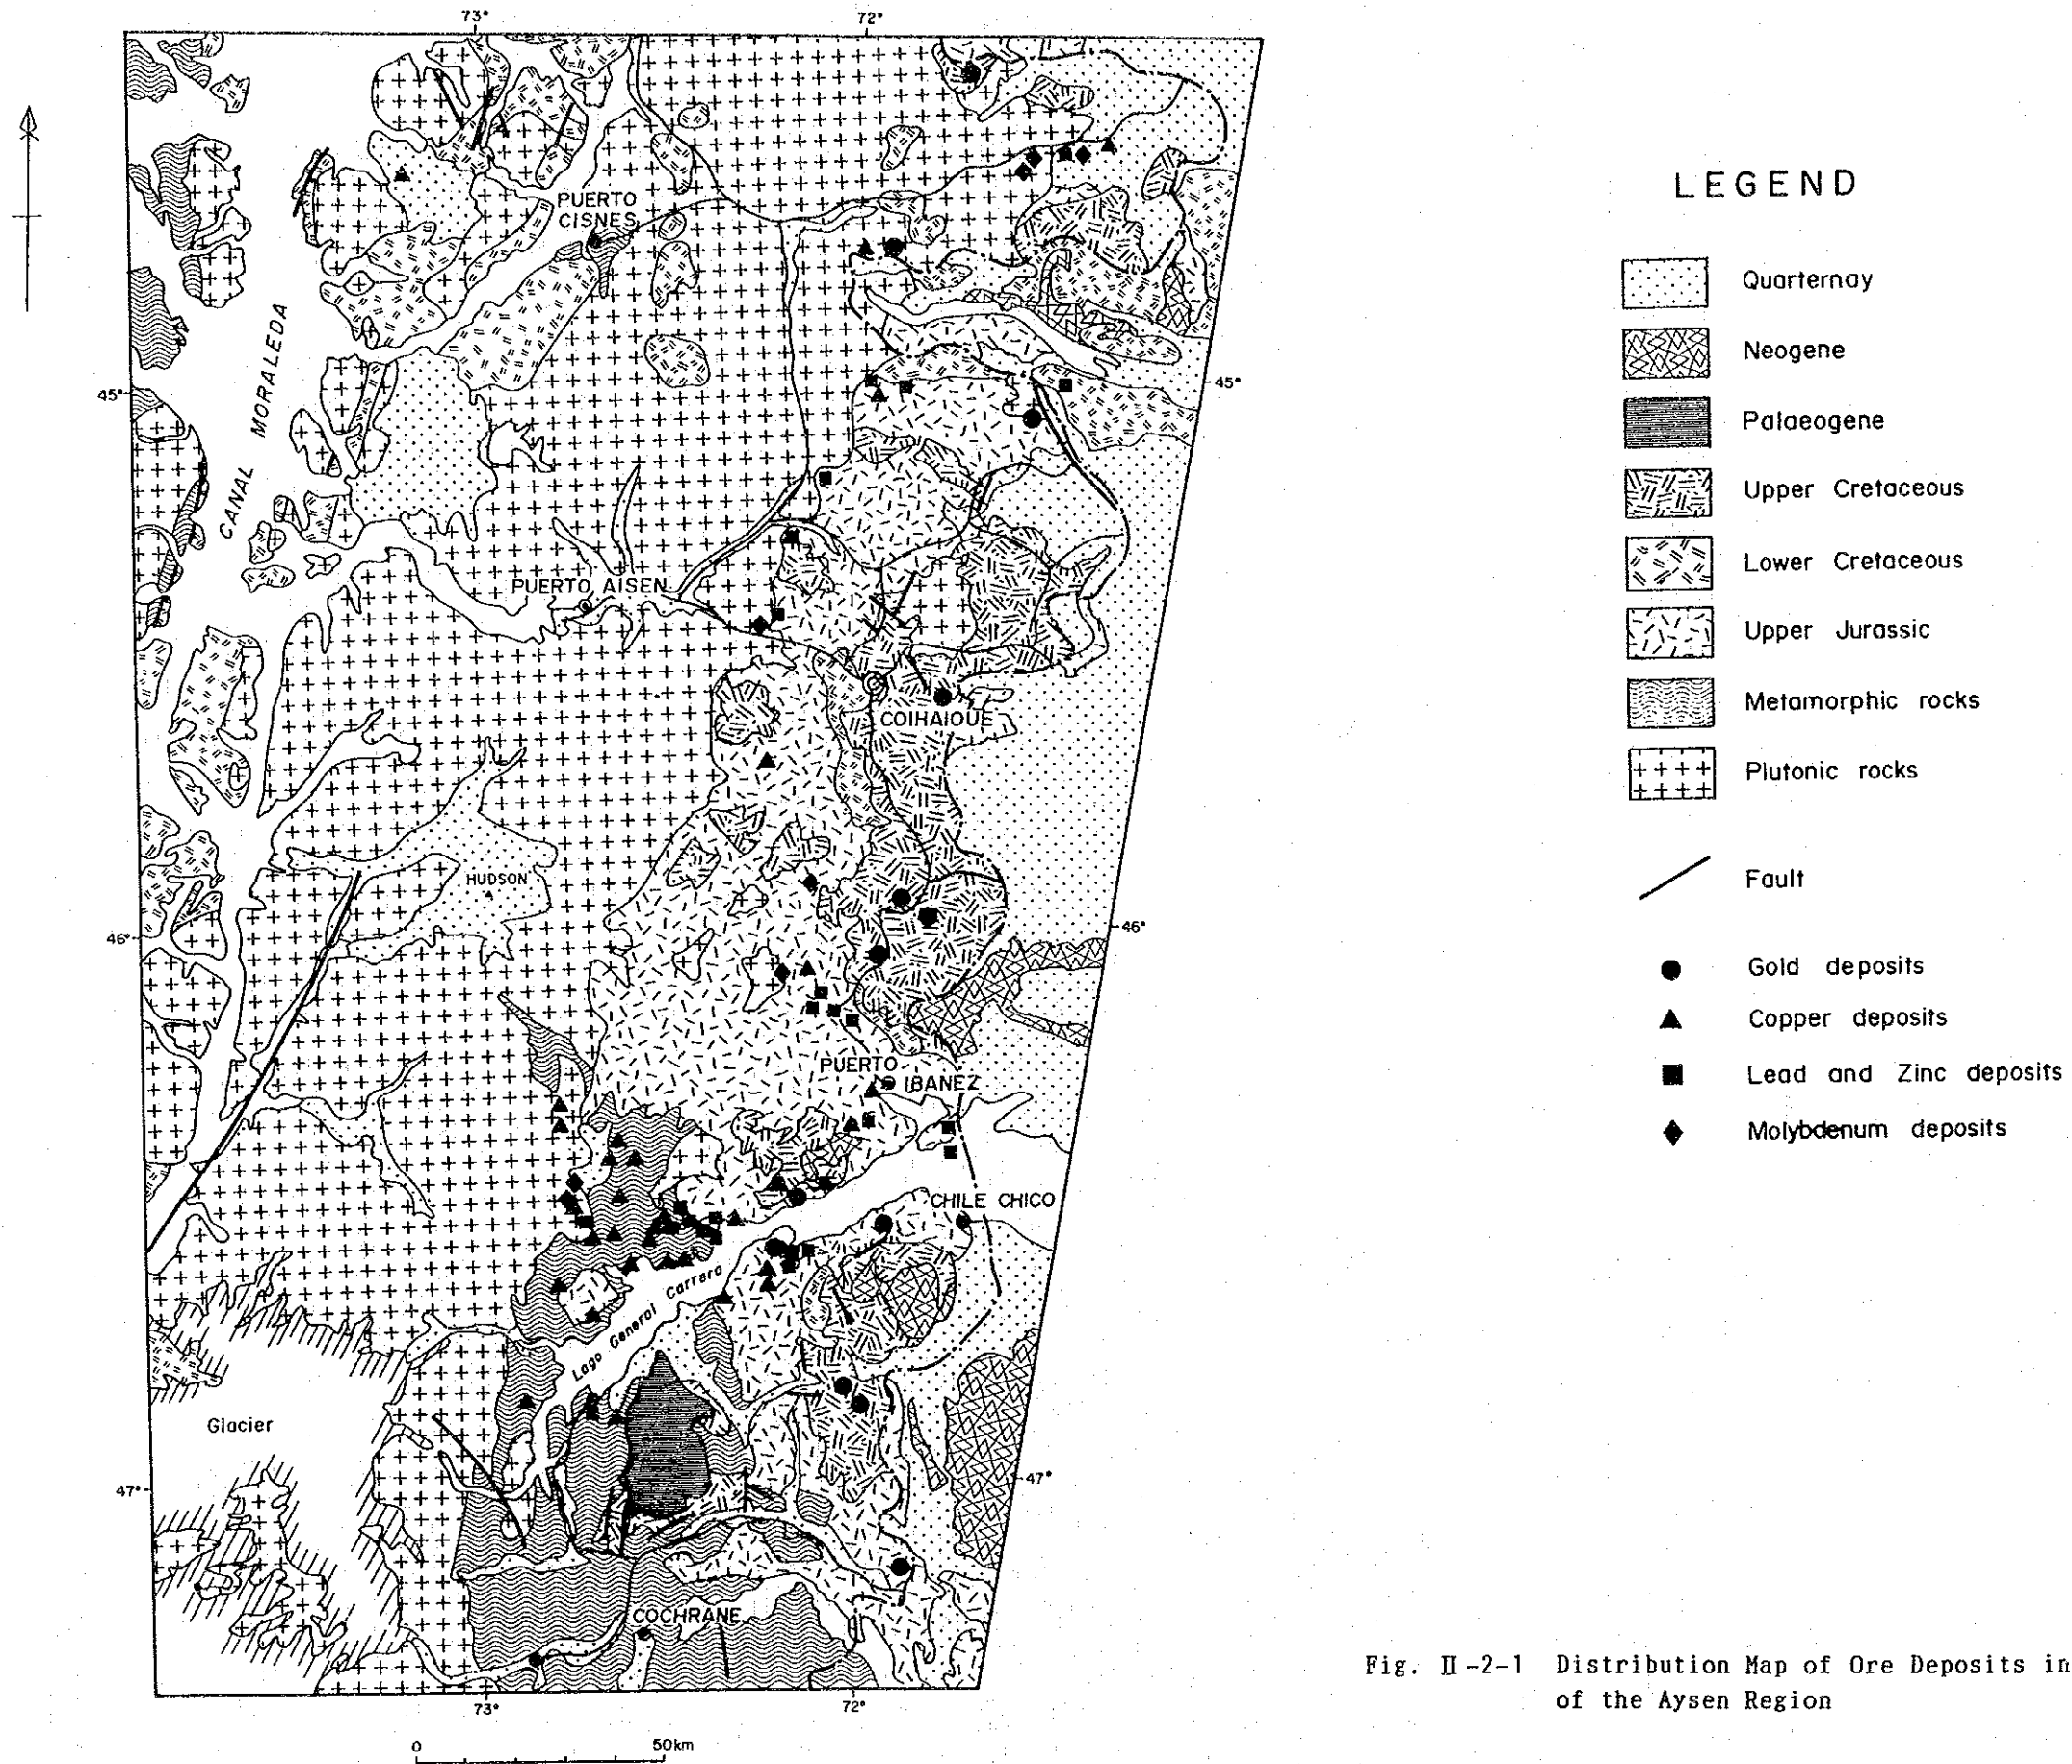 73°
72°
PUERTO
CISNES
CANAL MORALEDA
45°
45°
PUERTO AISEN
COIHAIQUE
HUDSON
46°
46°
PUERTO
IBANEZ
CHILE CHICO
Lago General Carrera
Glacier
47°
47°
COCHRANE
73°
72°
0
50km
LEGEND
Quarternay
Neogene
Palaeogene
Upper Cretaceous
Lower Cretaceous
Upper Jurassic
Metamorphic rocks
Plutonic rocks
Fault
Gold deposits
Copper deposits
Lead and Zinc deposits
Molybdenum deposits
Fig. II-2-1 Distribution Map of Ore Deposits in
of the Aysen Region